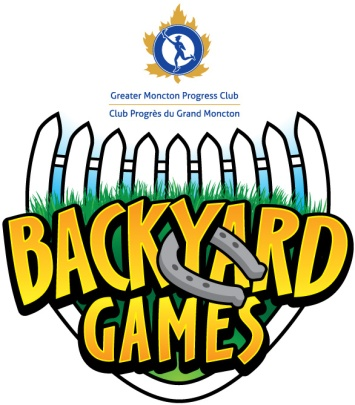 Greater Moncton Progress Club
Club Progrès du Grand Moncton
BACKYARD
GAMES